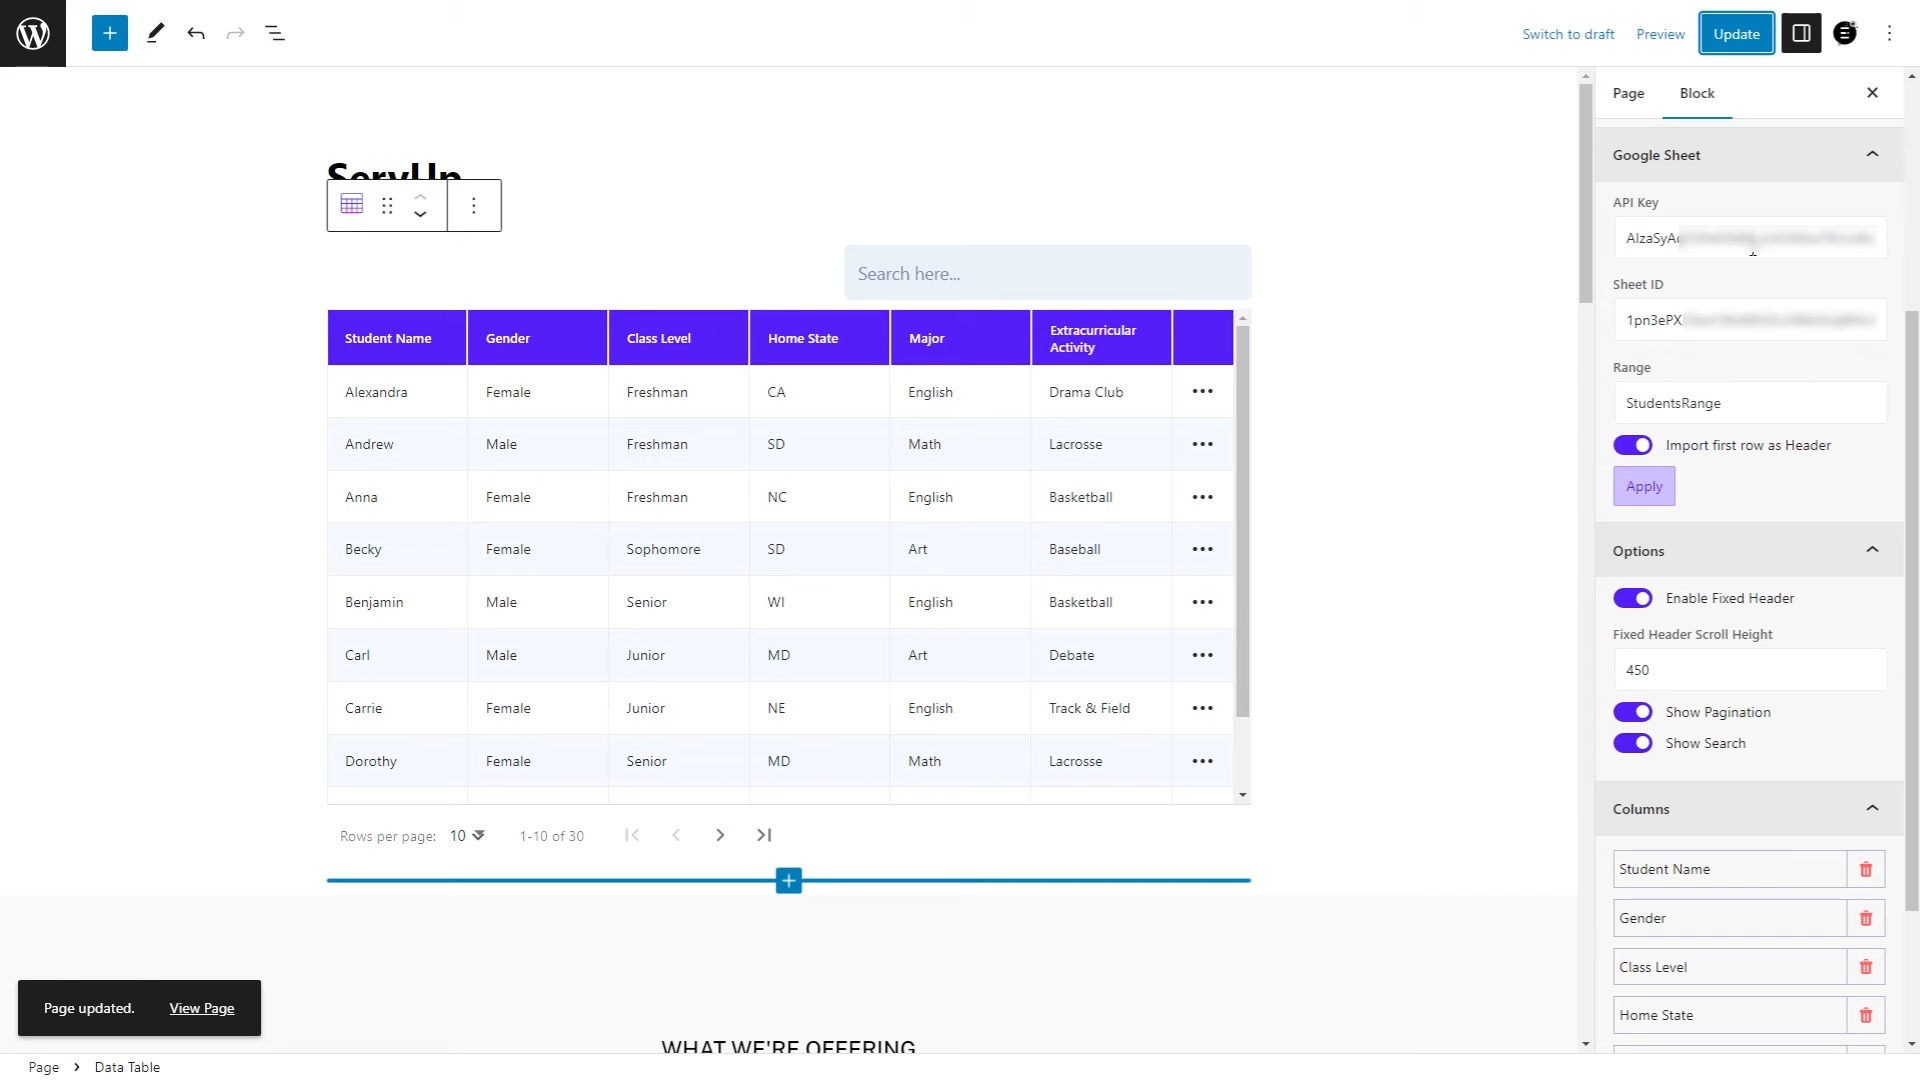 Switch to draft Preview Update
Page Block
ServUp
Google Sheet
API Key
AIzaSyA
Sheet ID
1pn3ePX
Range
StudentsRange
Import first row as Header
Apply
Options
Enable Fixed Header
Fixed Header Scroll Height
450
Show Pagination
Show Search
Columns
Student Name
Gender
Class Level
Home State
Search here...
Student Name Gender Class Level Home State Major Extracurricular
Activity
Alexandra Female Freshman CA English Drama Club
Andrew Male Freshman SD Math Lacrosse
Anna Female Freshman NC English Basketball
Becky Female Sophomore SD Art Baseball
Benjamin Male Senior WI English Basketball
Carl Male Junior MD Art Debate
Carrie Female Junior NE English Track & Field
Dorothy Female Senior MD Math Lacrosse
Rows per page: 10 1-10 of 30
WHAT WE'RE OFFERING
Page updated. View Page
Page > Data Table